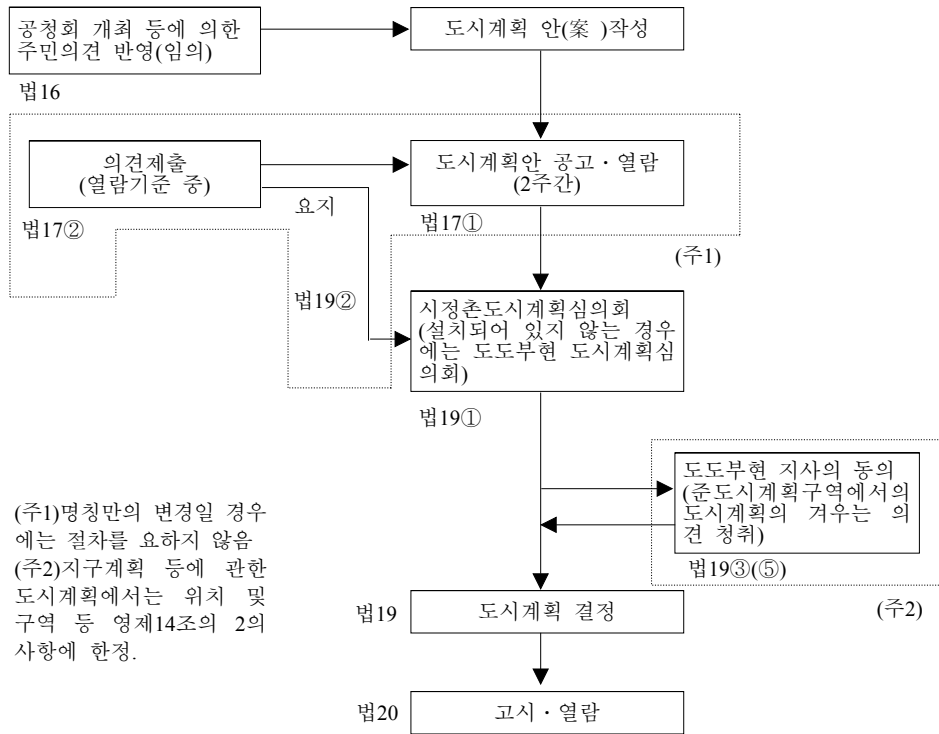 공청회 개최 등에 의한
주민의견 반영(임의)
도시계획 안(案 )작성
법16
의견제출
(열람기준 중)
도시계획안 공고・열람
(2주간)
요지
법17②
법17①
(주1)
법19②
시정촌도시계획심의회
(설치되어 있지 않는 경우
에는 도도부현 도시계획심
의회)
법19①
도도부현 지사의 동의
(준도시계획구역에서의
도시계획의 겨우는 의
견 청취)
법19③(⑤)
(주2)
(주1)명칭만의 변경일 경우
에는 절차를 요하지 않음
(주2)지구계획 등에 관한
도시계획에서는 위치 및
구역 등 영제14조의 2의
사항에 한정.
법19
도시계획 결정
법20
고시・열람